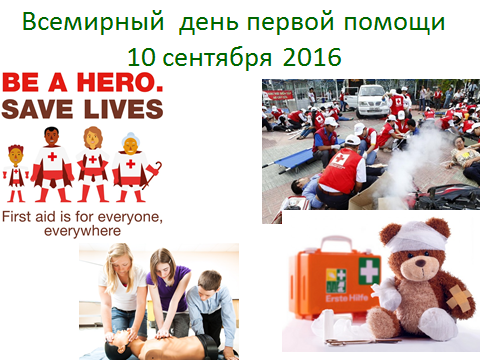 Всемирный день первой помощи
10 сентября 2016
BE A HERO.
SAVE LIVES
First aid is for everyone,
everywhere
Erste Hilfe